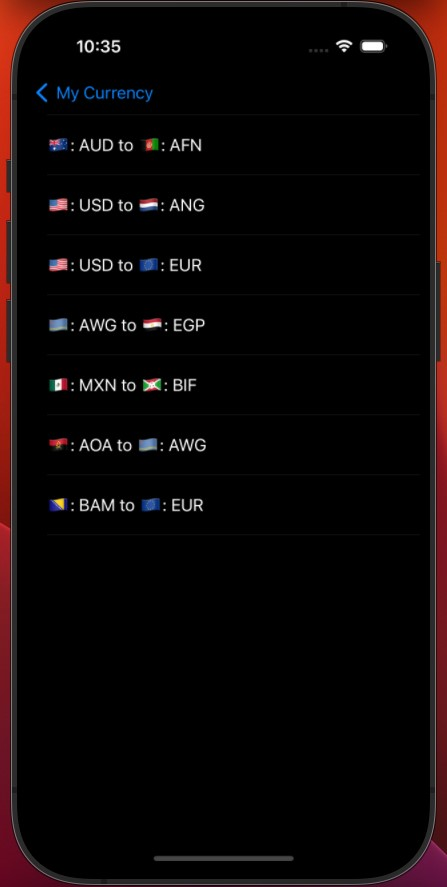 10:35
My Currency
🇦🇺: AUD to 🇦🇫: AFN
🇺🇸: USD to 🇳🇱: ANG
🇺🇸: USD to 🇪🇺: EUR
🇦🇼: AWG to 🇪🇬: EGP
🇲🇽: MXN to 🇧🇮: BIF
🇦🇴: AOA to 🇦🇼: AWG
🇧🇦: BAM to 🇪🇺: EUR